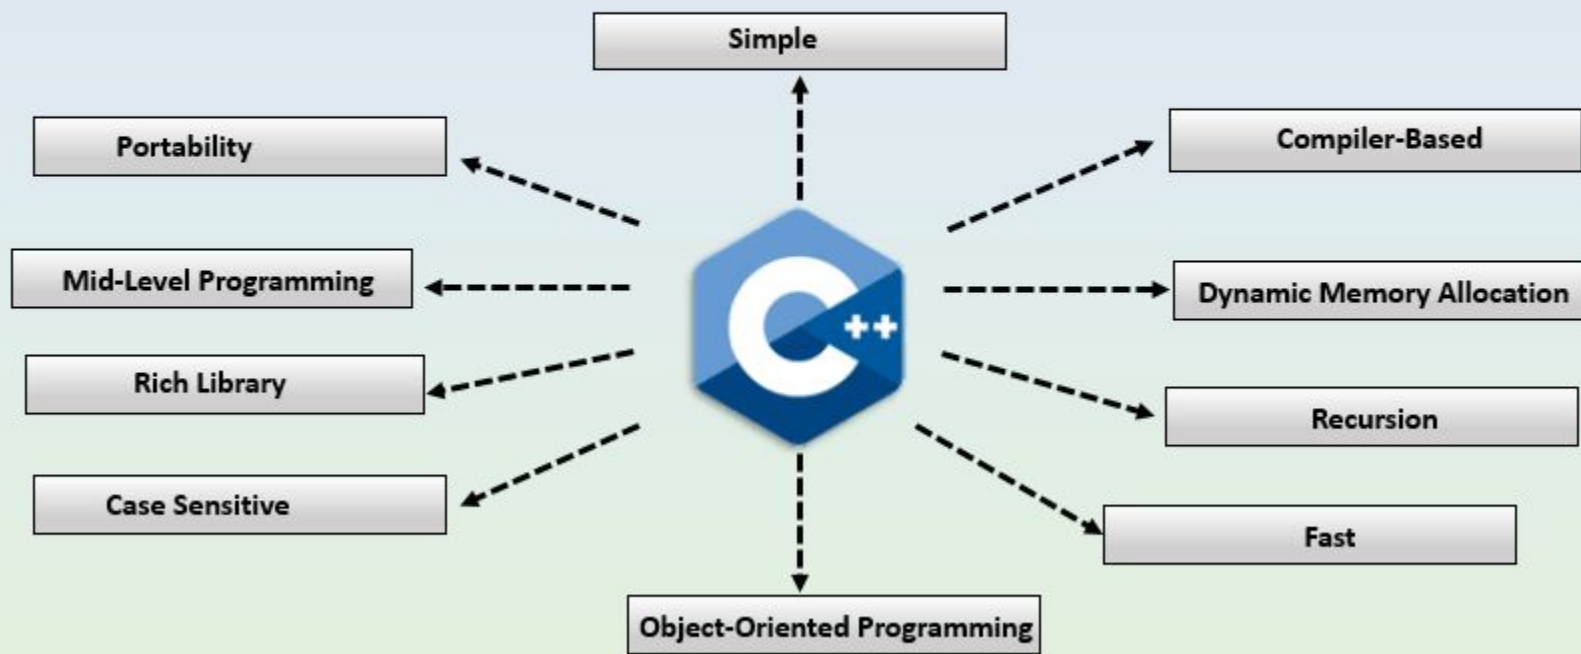 Simple
Portability
Compiler-Based
Mid-Level Programming
Dynamic Memory Allocation
C++
Rich Library
Recursion
Case Sensitive
Fast
Object-Oriented Programming